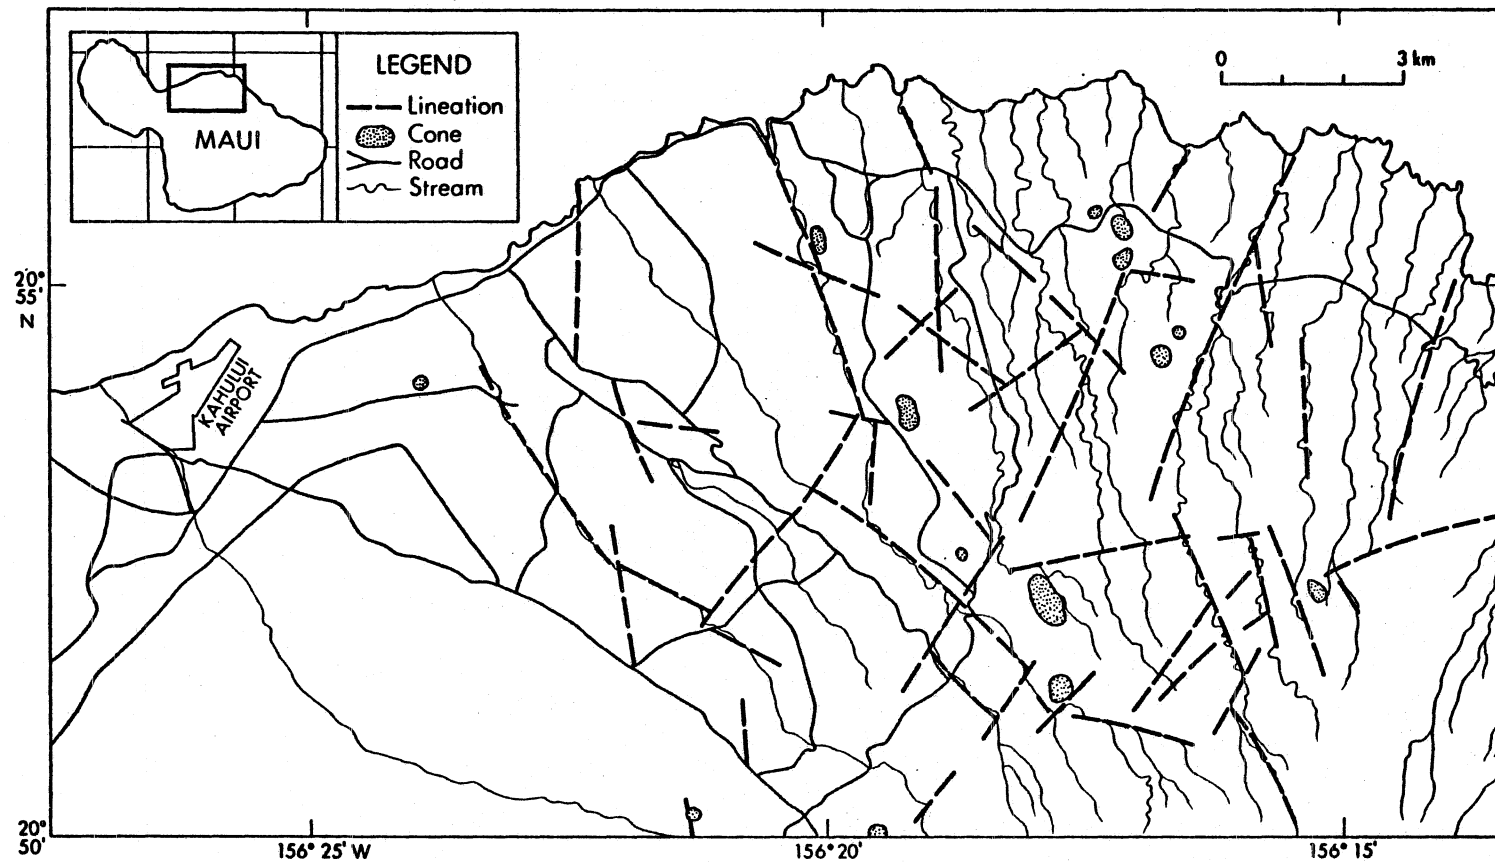 LEGEND
Lineation
Cone
Road
Stream
MAUI
0 3 km
20°
55'
N
KAHULUI
AIRPORT
20°
50'
156° 25' W
156° 20'
156° 15'